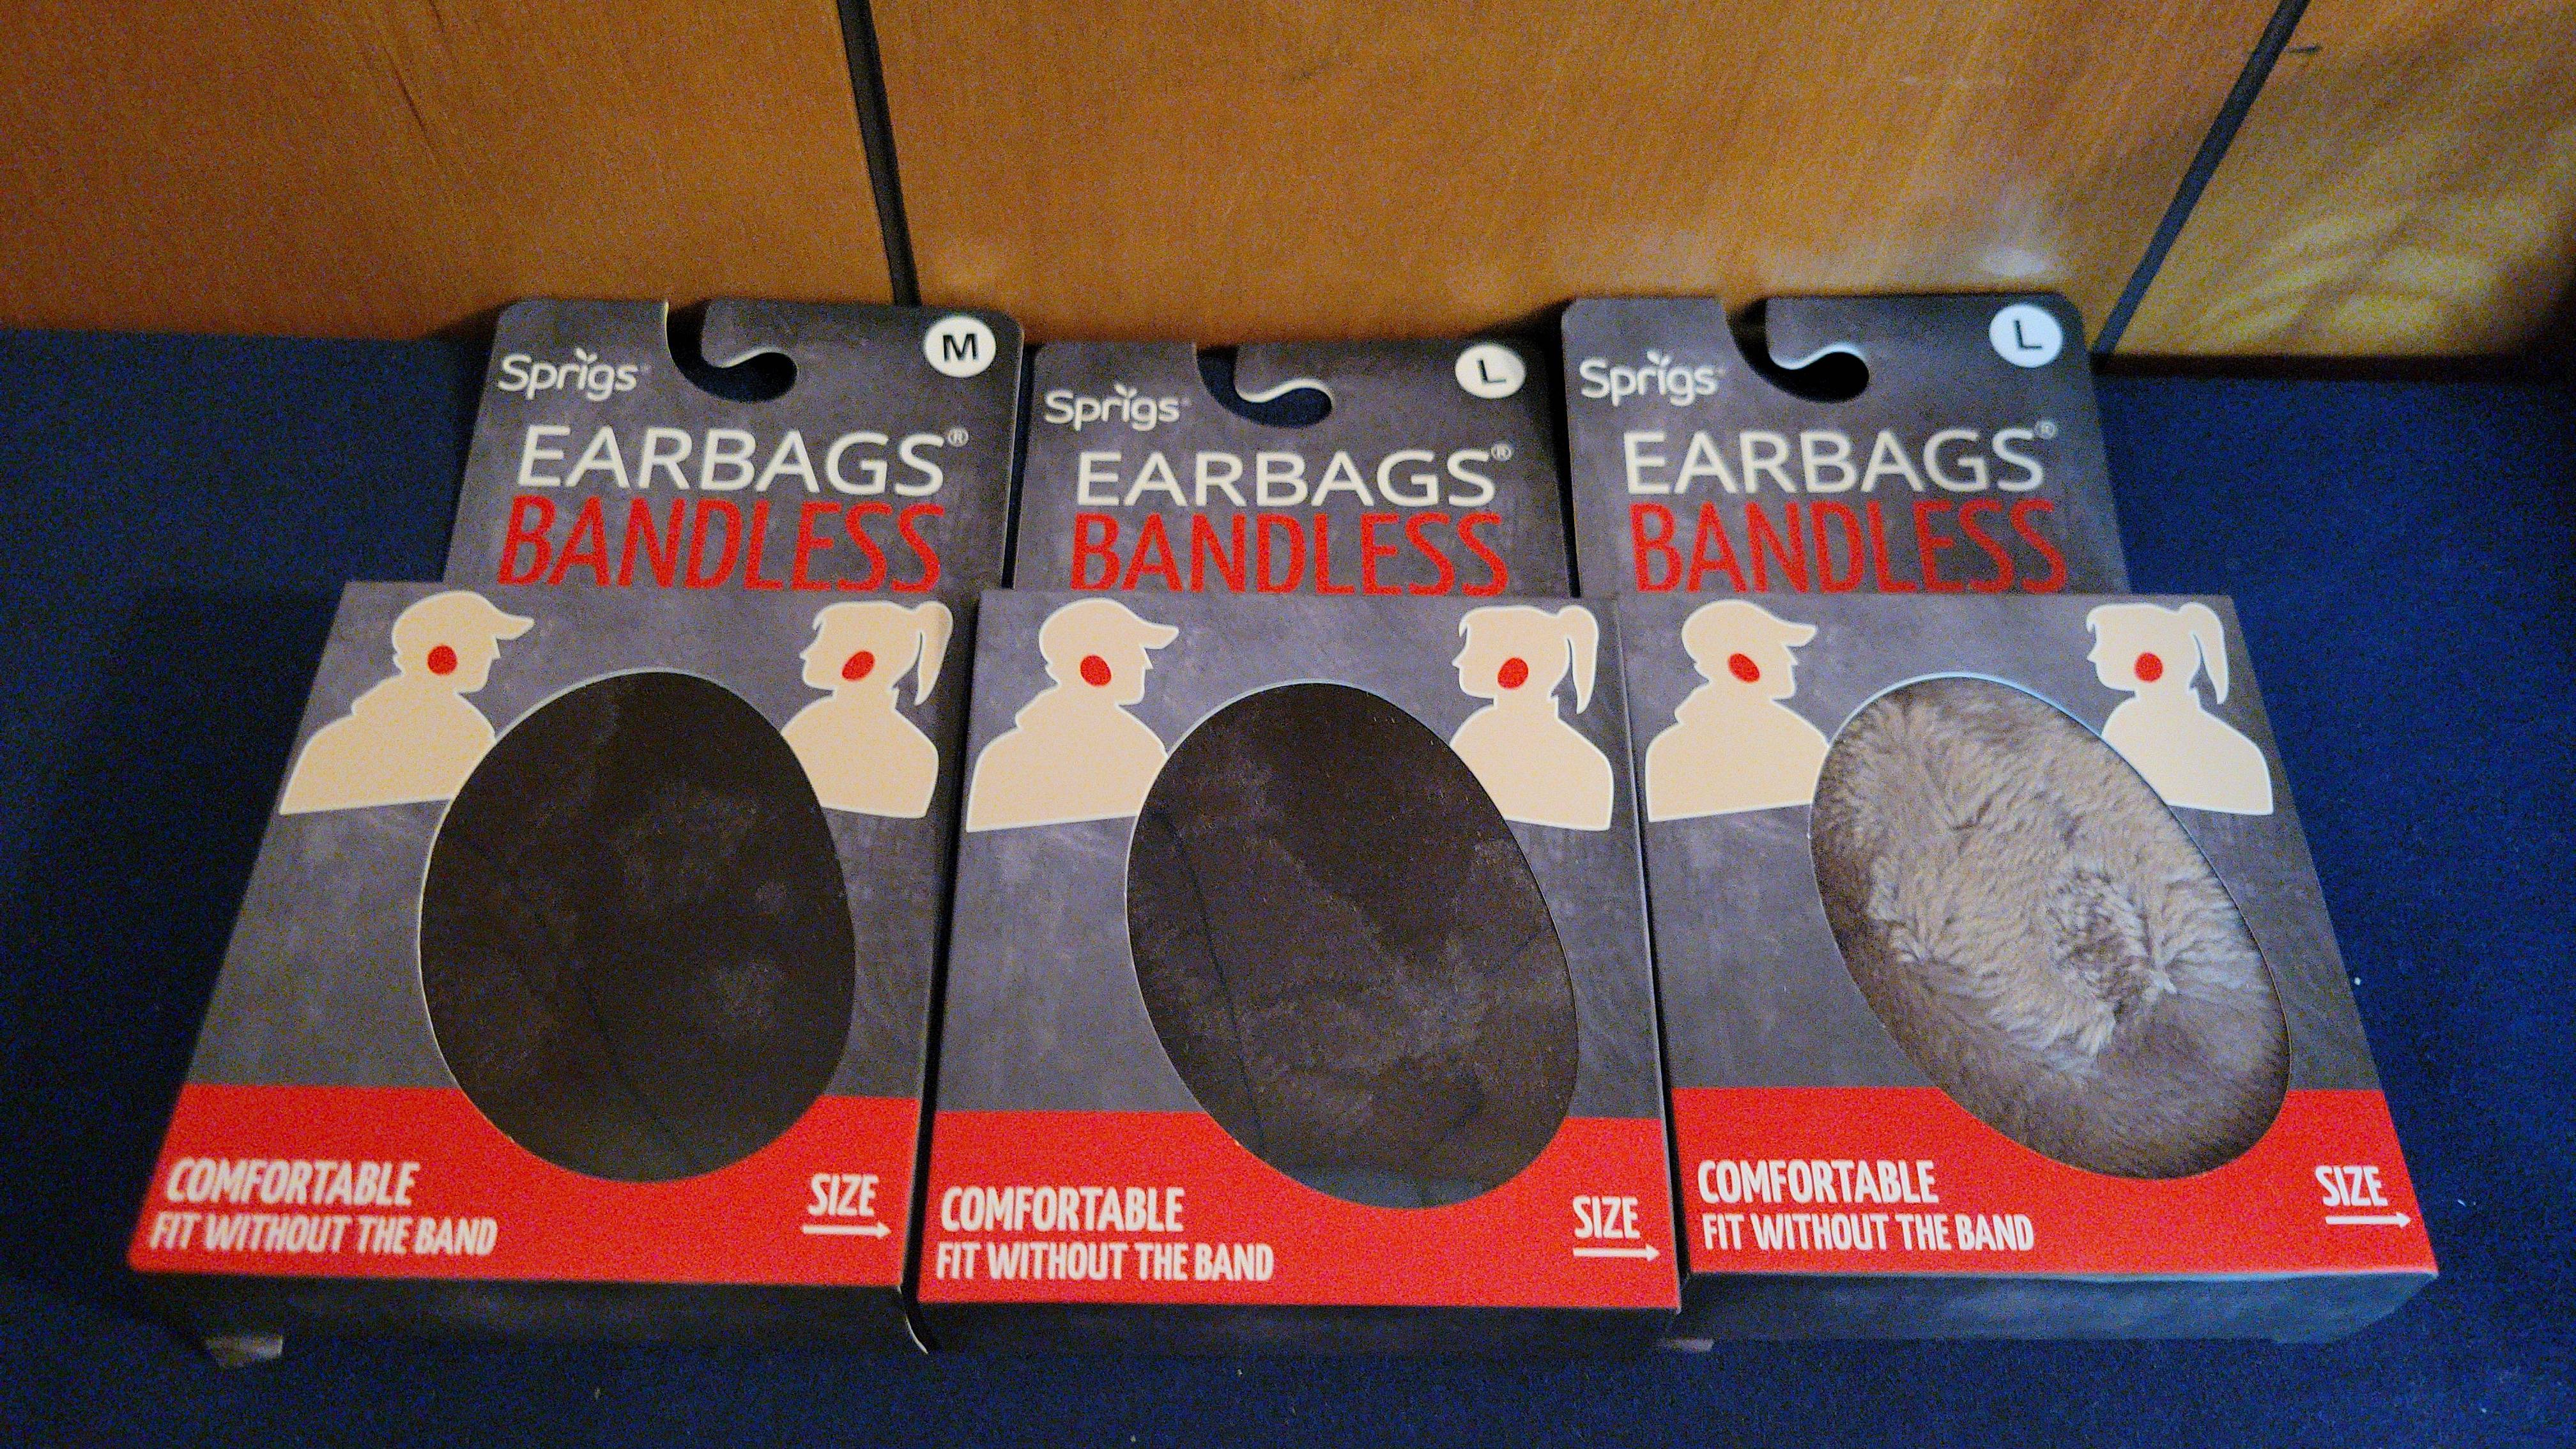 M
Sprigs®
EARBAGS®
BANDLESS
COMFORTABLE
FIT WITHOUT THE BAND
SIZE
L
Sprigs®
EARBAGS®
BANDLESS
COMFORTABLE
FIT WITHOUT THE BAND
SIZE
L
Sprigs®
EARBAGS®
BANDLESS
COMFORTABLE
FIT WITHOUT THE BAND
SIZE